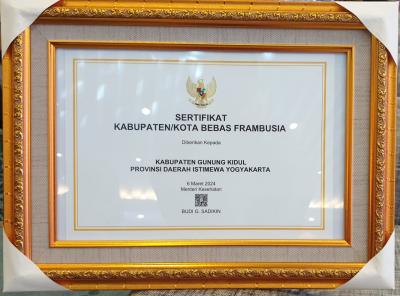 SERTIFIKAT
KABUPATEN/KOTA BEBAS FRAMBUSIA
Diberikan Kepada
KABUPATEN GUNUNG KIDUL
PROVINSI DAERAH ISTIMEWA YOGYAKARTA
6 Maret 2024
Menteri Kesehatan
BUDI G. SADIKIN